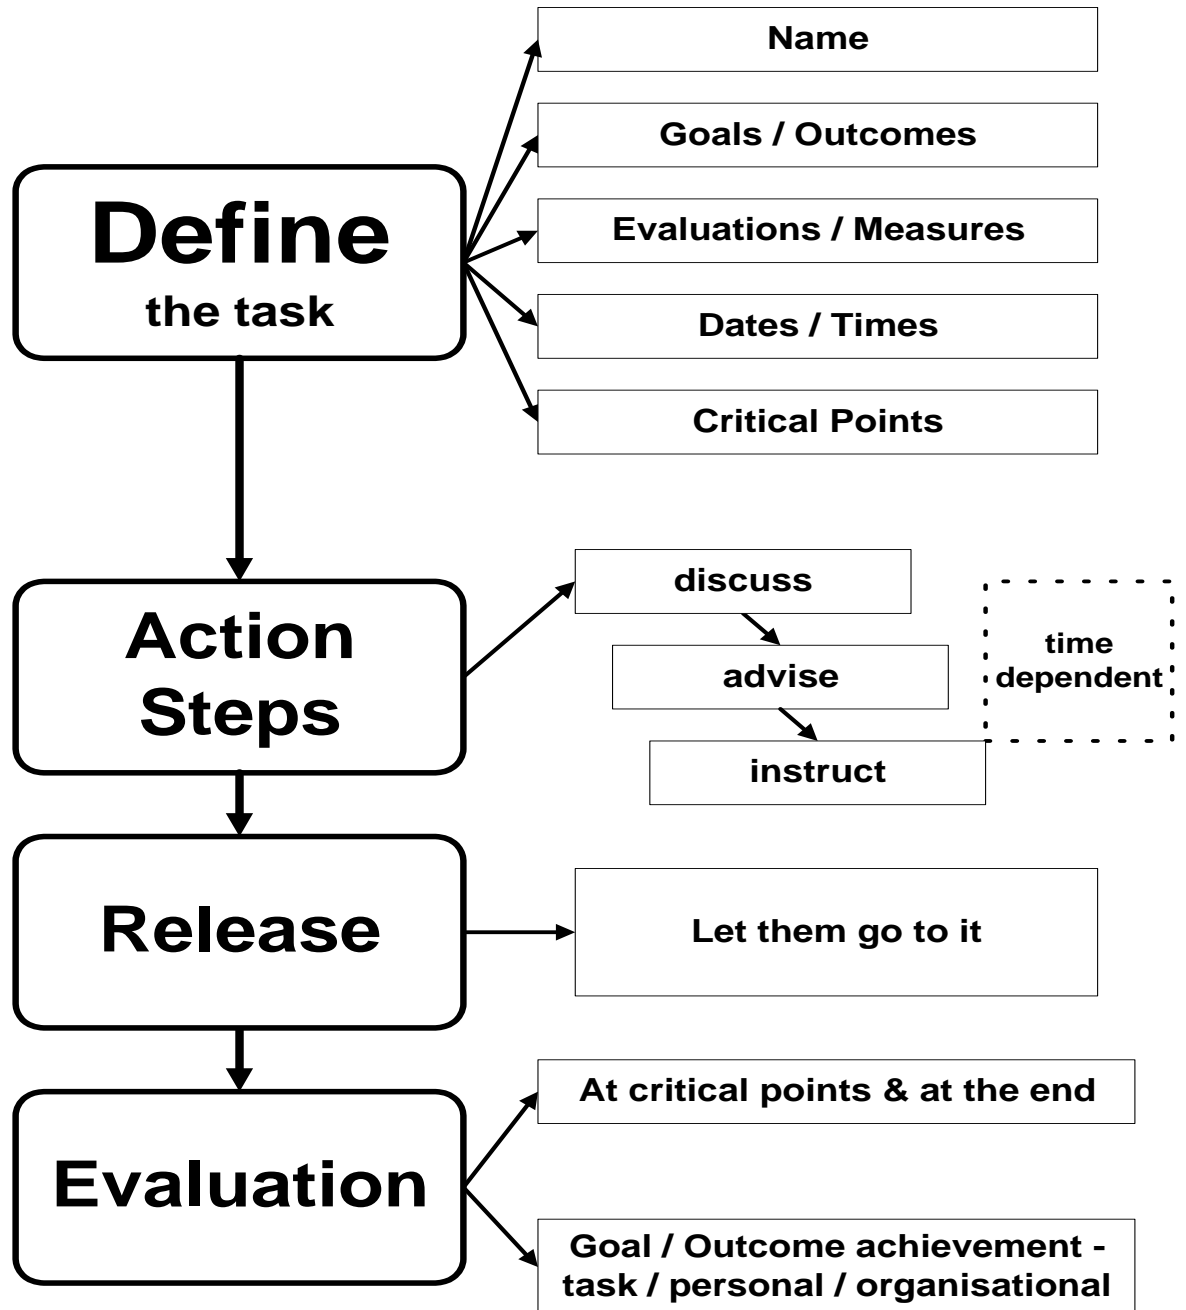 Name
Goals / Outcomes
Define
the task
Evaluations / Measures
Dates / Times
Critical Points
Action
Steps
discuss
advise
instruct
time
dependent
Release
Let them go to it
Evaluation
At critical points & at the end
Goal / Outcome achievement -
task / personal / organisational